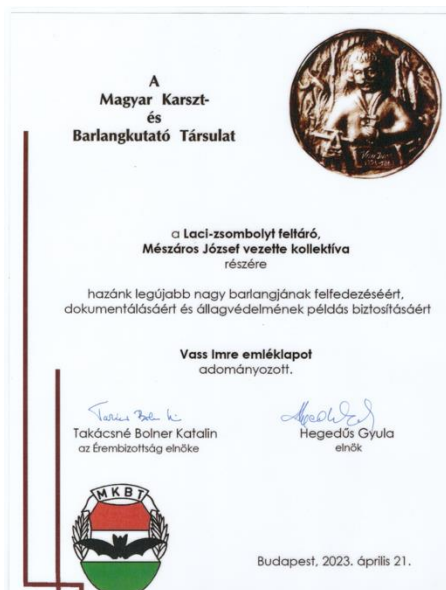 A
Magyar Karszt-
és
Barlangkutató Társulat
a Laci-zsombolyt feltáró,
Mészáros József vezette kollektíva
részére
hazánk legújabb nagy barlangjának felfedezéséért,
dokumentálásáért és állagvédelmének példás biztosításáért
Vass Imre emléklapot
adományozott.
Takácsné Bolner Katalin
az Érembizottság elnöke
Hegedűs Gyula
elnök
MKBT
Budapest, 2023. április 21.